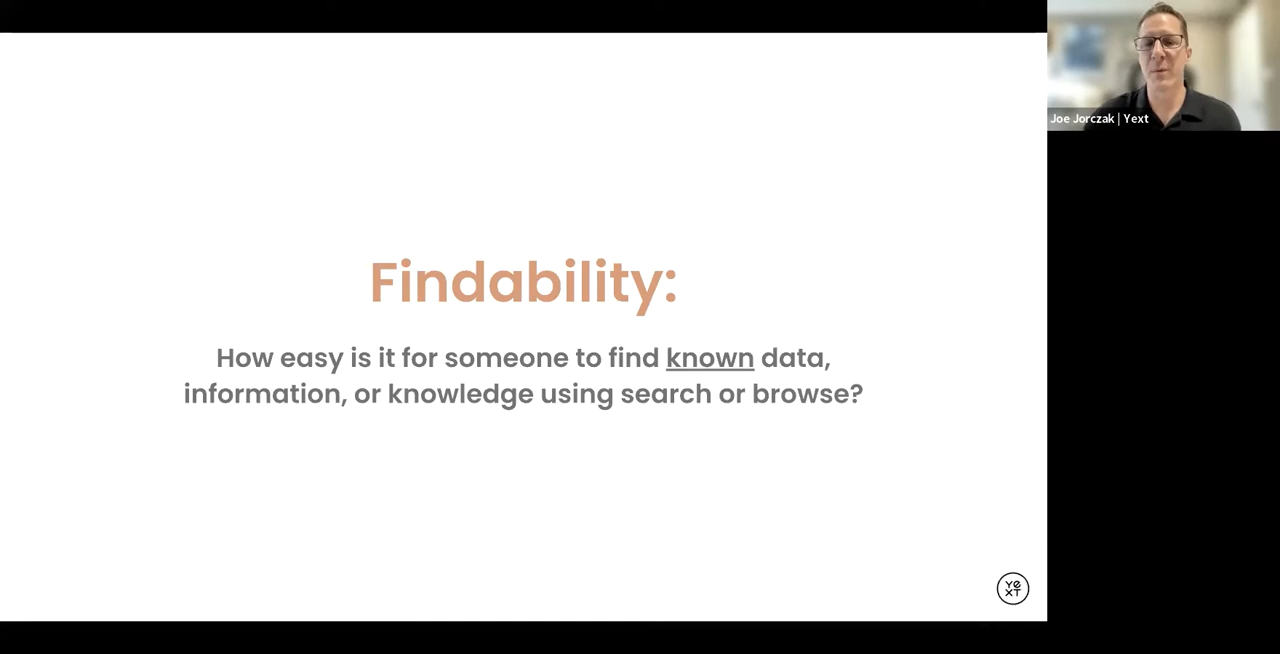 Joe Jorczak | Yext
Findability:
How easy is it for someone to find known data,
information, or knowledge using search or browse?
yext